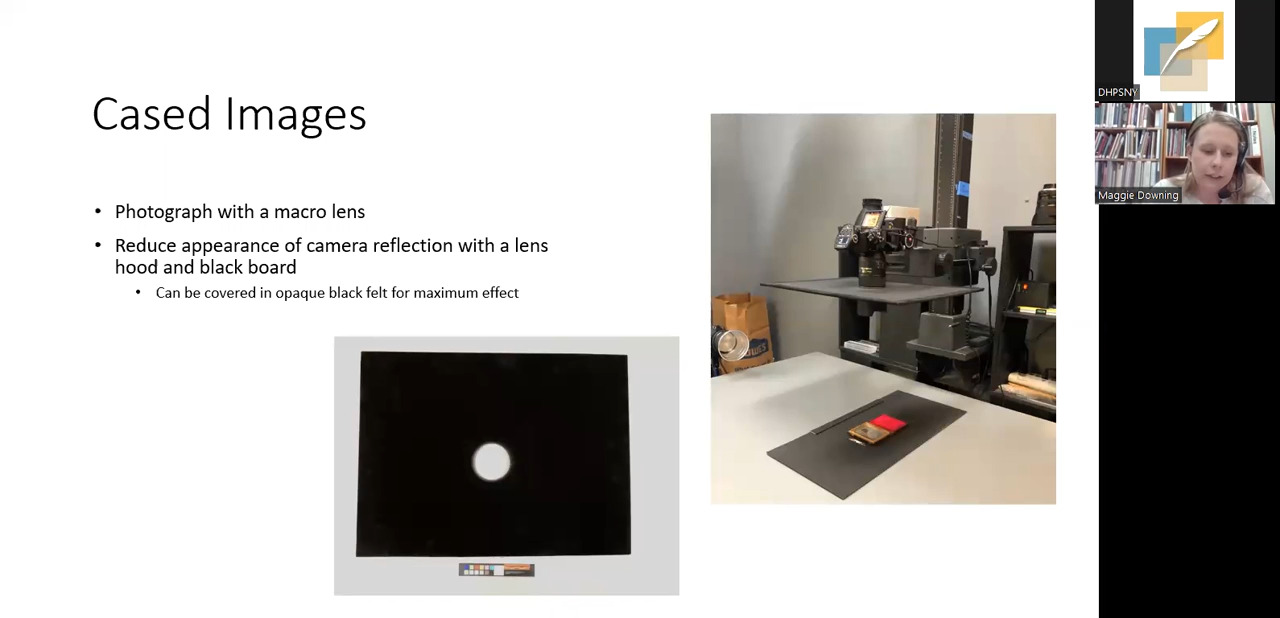 Cased Images
• Photograph with a macro lens
• Reduce appearance of camera reflection with a lens
hood and black board
• Can be covered in opaque black felt for maximum effect
DHPSNY
Maggie Downing